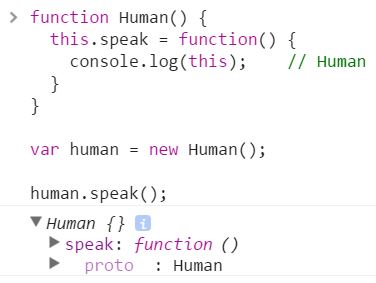 > function Human() {
this.speak = function() {
console.log(this);    // Human
}
}
var human = new Human();
human.speak();
▼ Human {} i
▶ speak: function ()
▶ proto : Human